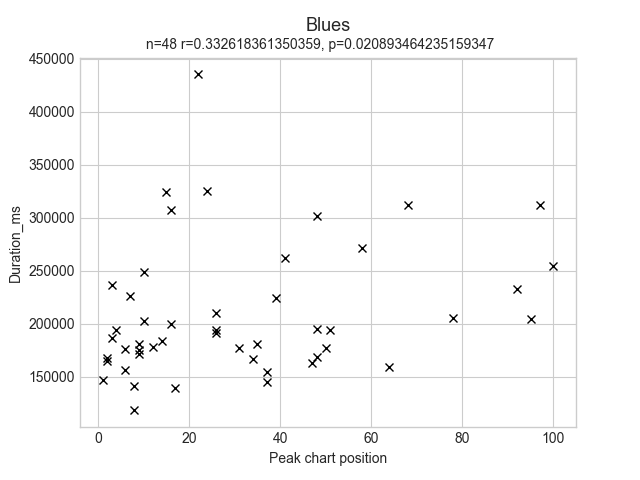 Blues
n=48 r=0.332618361350359, p=0.020893464235159347
450000
400000
350000
300000
250000
200000
150000
Duration_ms
0 20 40 60 80 100
Peak chart position